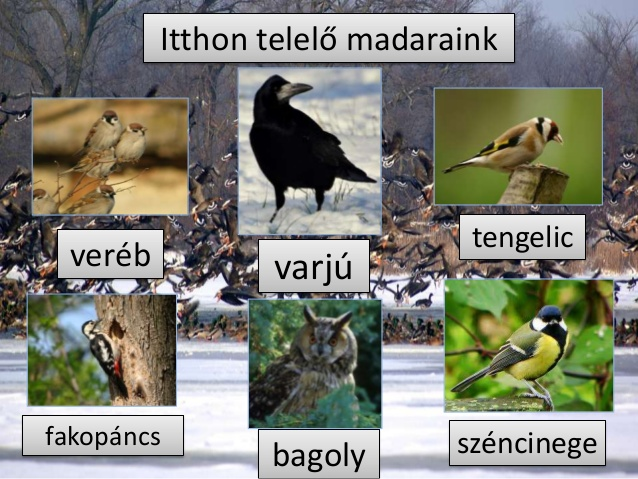 Itthon telelő madaraink
veréb
varjú
tengelic
fakopáncs
bagoly
széncinege